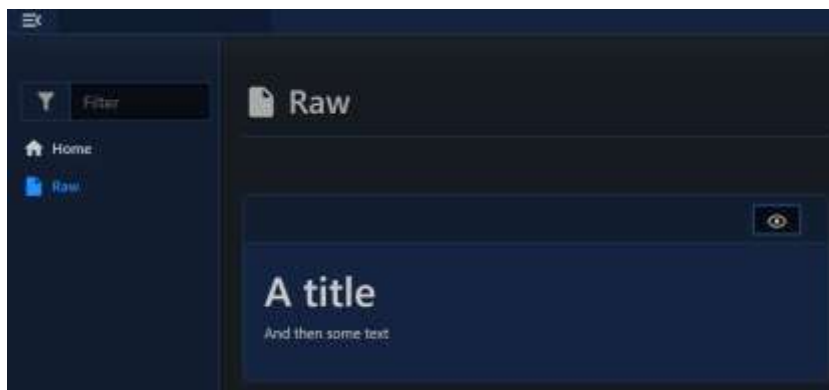 Filter
Home
Raw
Raw
A title
And then some text